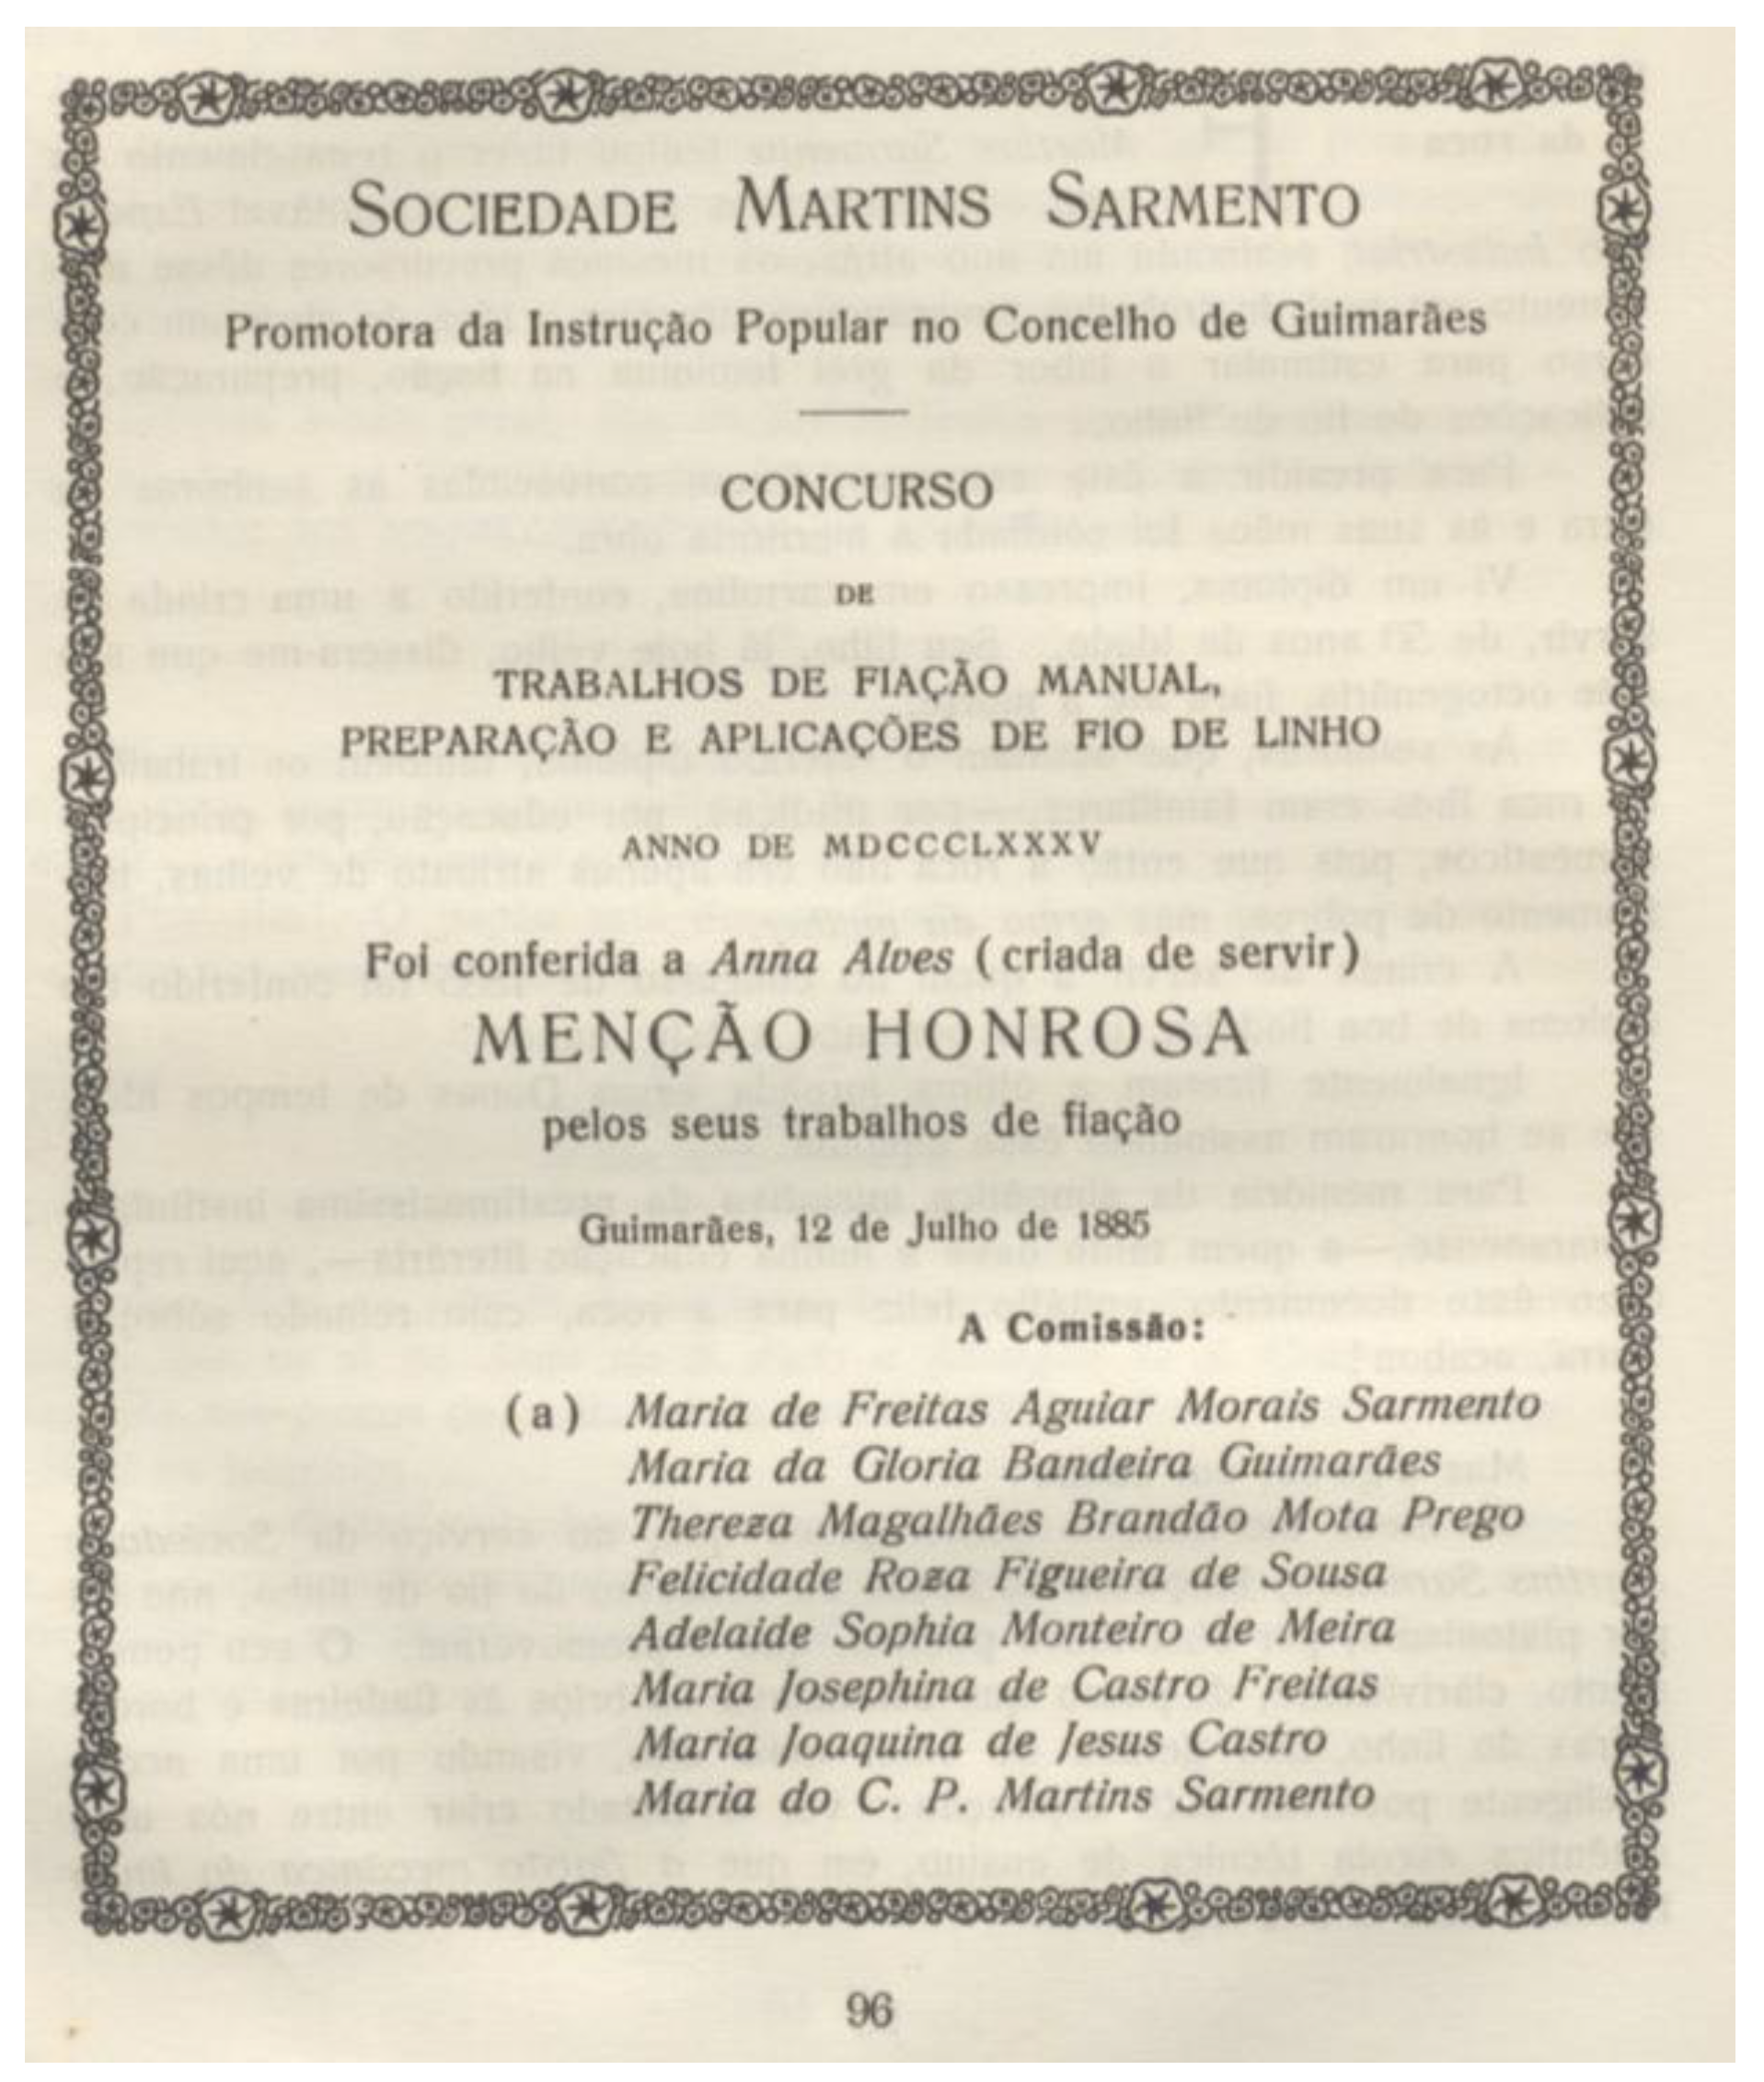 SOCIEDADE MARTINS SARMENTO
Promotora da Instrução Popular no Concelho de Guimarães
CONCURSO
DE
TRABALHOS DE FIAÇÃO MANUAL,
PREPARAÇÃO E APLICAÇÕES DE FIO DE LINHO
ANNO DE MDCCCLXXXV
Foi conferida a Anna Alves (criada de servir)
MENÇÃO HONROSA
pelos seus trabalhos de fiação
Guimarães, 12 de Julho de 1885
A Comissão:
(a) Maria de Freitas Aguiar Morais Sarmento
Maria da Gloria Bandeira Guimarães
Thereza Magalhães Brandão Mota Prego
Felicidade Roza Figueira de Sousa
Adelaide Sophia Monteiro de Meira
Maria Josephina de Castro Freitas
Maria Joaquina de Jesus Castro
Maria do C. P. Martins Sarmento
96